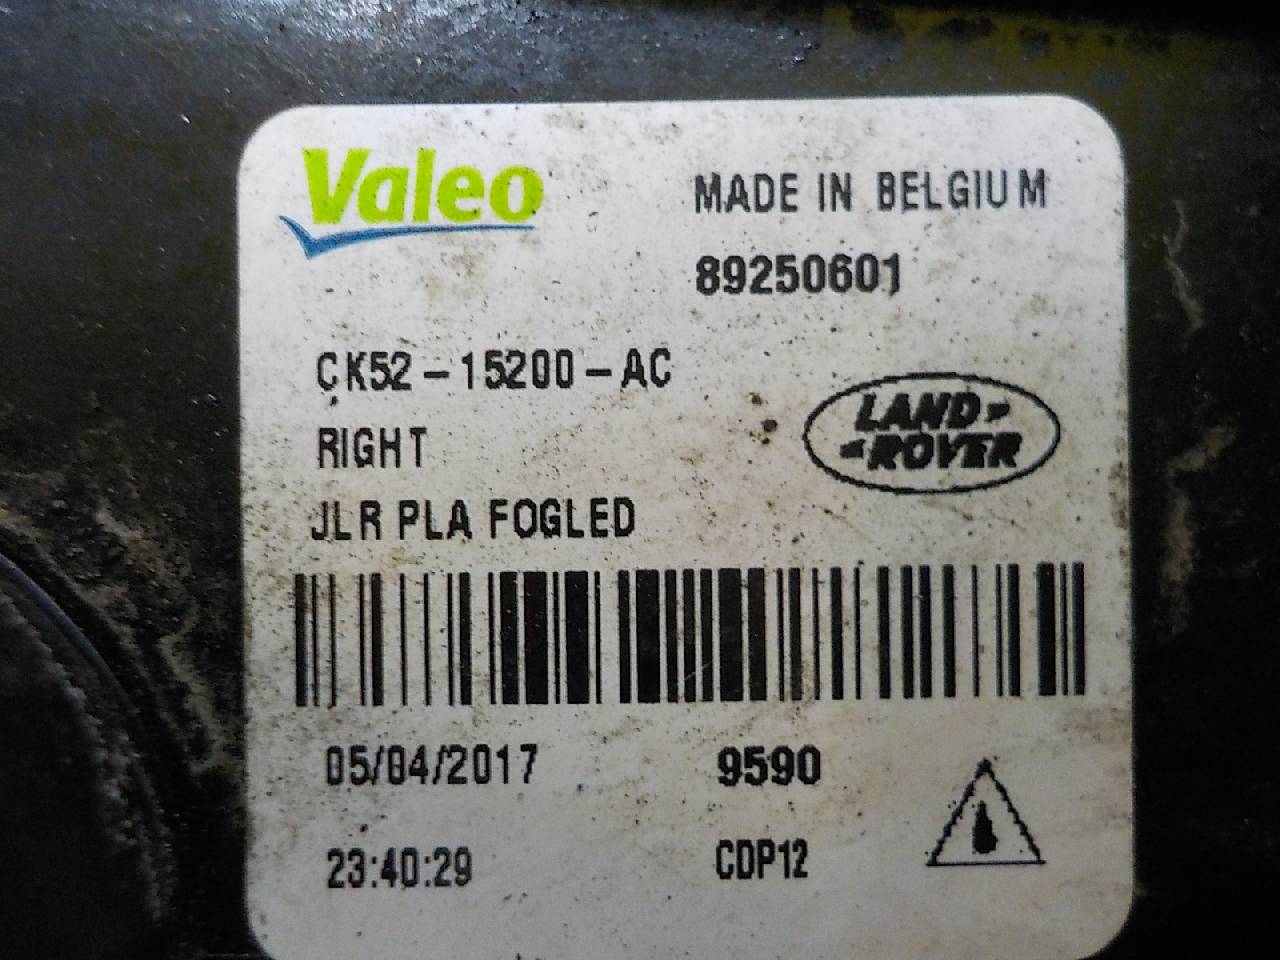 Valeo
MADE IN BELGIUM
89250601
CK52-15200-AC
RIGHT
LAND-
-ROVER
JLR PLA FOGLED
05/04/2017
9590
23:40:29
CDP12